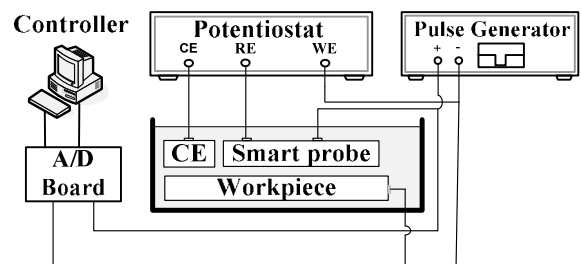 Controller
Potentiostat
CE RE WE
Pulse Generator
+ -
A/D
Board
CE
Smart probe
Workpiece